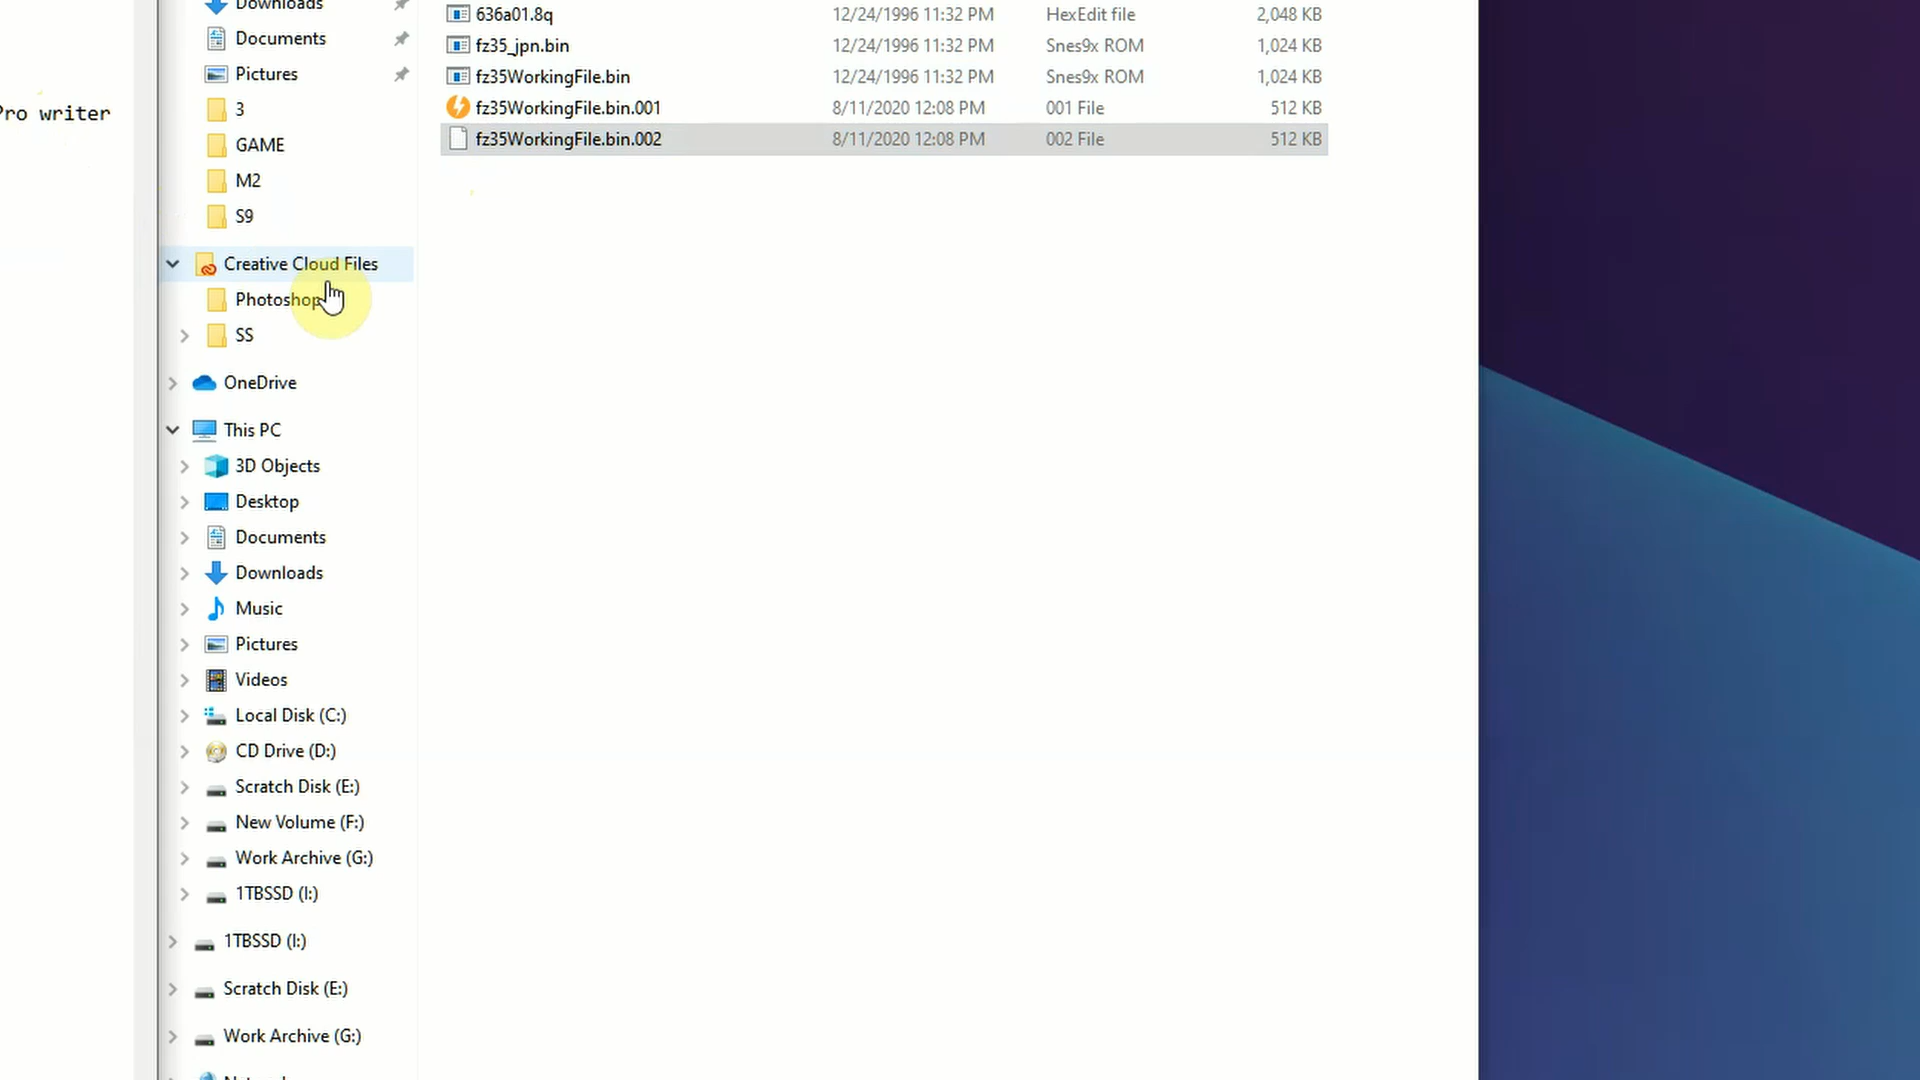 Downloads
636a01.8q 12/24/1996 11:32 PM HexEdit file 2,048 KB
Documents
fz35_jpn.bin 12/24/1996 11:32 PM Snes9x ROM 1,024 KB
Pictures
fz35WorkingFile.bin 12/24/1996 11:32 PM Snes9x ROM 1,024 KB
Pro writer
3
fz35WorkingFile.bin.001 8/11/2020 12:08 PM 001 File 512 KB
GAME
fz35WorkingFile.bin.002 8/11/2020 12:08 PM 002 File 512 KB
M2
S9
Creative Cloud Files
Photoshop
SS
OneDrive
This PC
3D Objects
Desktop
Documents
Downloads
Music
Pictures
Videos
Local Disk (C:)
CD Drive (D:)
Scratch Disk (E:)
New Volume (F:)
Work Archive (G:)
1TBSSD (I:)
1TBSSD (I:)
Scratch Disk (E:)
Work Archive (G:)